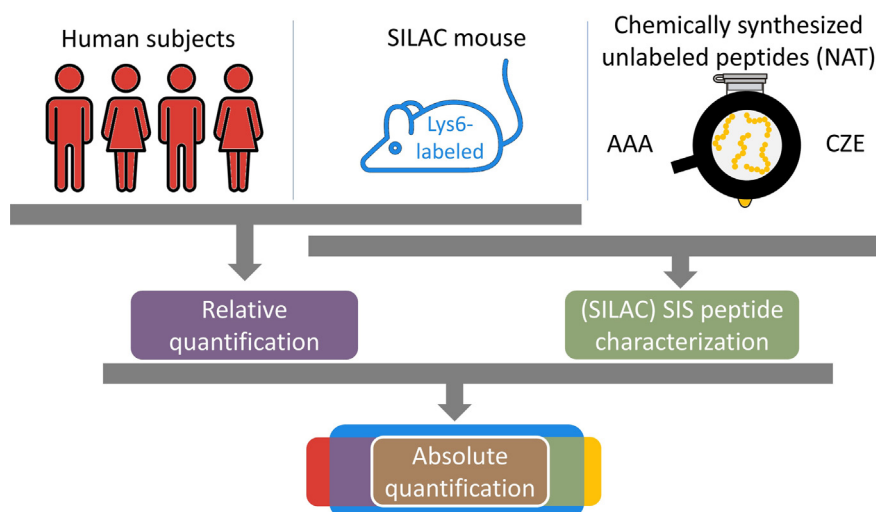 Human subjects
SILAC mouse
Chemically synthesized
unlabeled peptides (NAT)
Lys6-
labeled
AAA
CZE
Relative
quantification
(SILAC) SIS peptide
characterization
Absolute
quantification